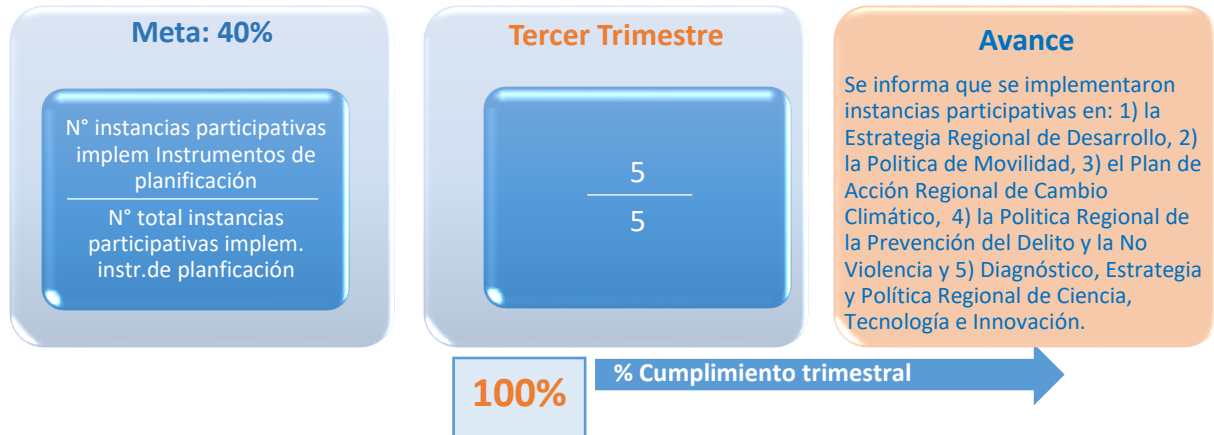 Meta: 40%
N° instancias participativas
implem Instrumentos de
planificación
N° total instancias
participativas implem.
instr.de planficación
Tercer Trimestre
5
5
Avance
Se informa que se implementaron
instancias participativas en: 1) la
Estrategia Regional de Desarrollo, 2)
la Politica de Movilidad, 3) el Plan de
Acción Regional de Cambio
Climático, 4) la Politica Regional de
la Prevención del Delito y la No
Violencia y 5) Diagnóstico, Estrategia
y Política Regional de Ciencia,
Tecnología e Innovación.
100%
% Cumplimiento trimestral